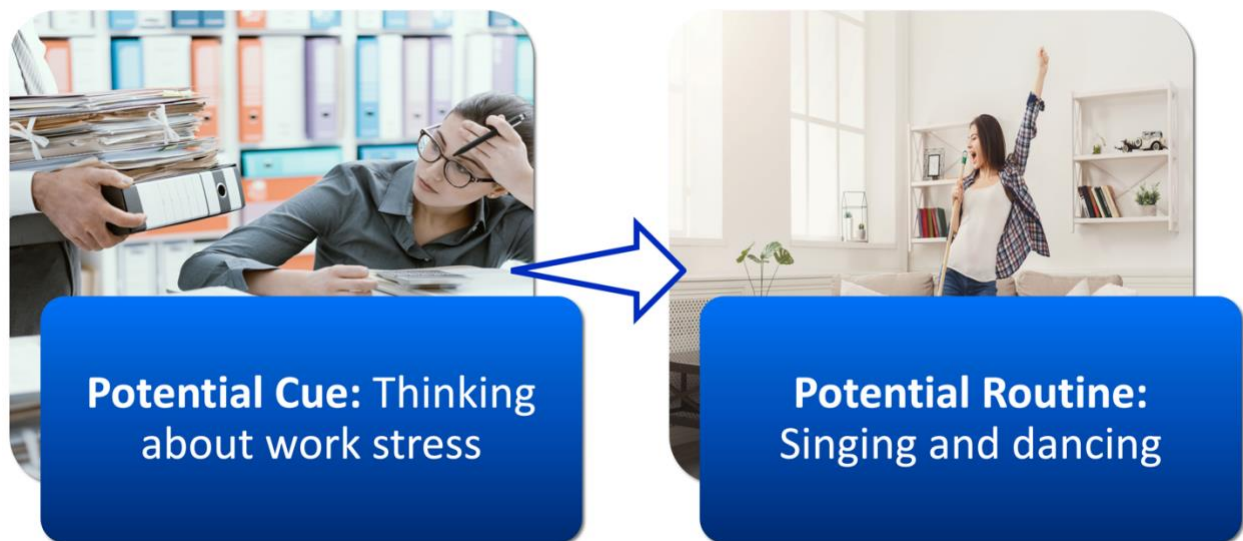 Potential Cue: Thinking
about work stress
Potential Routine:
Singing and dancing